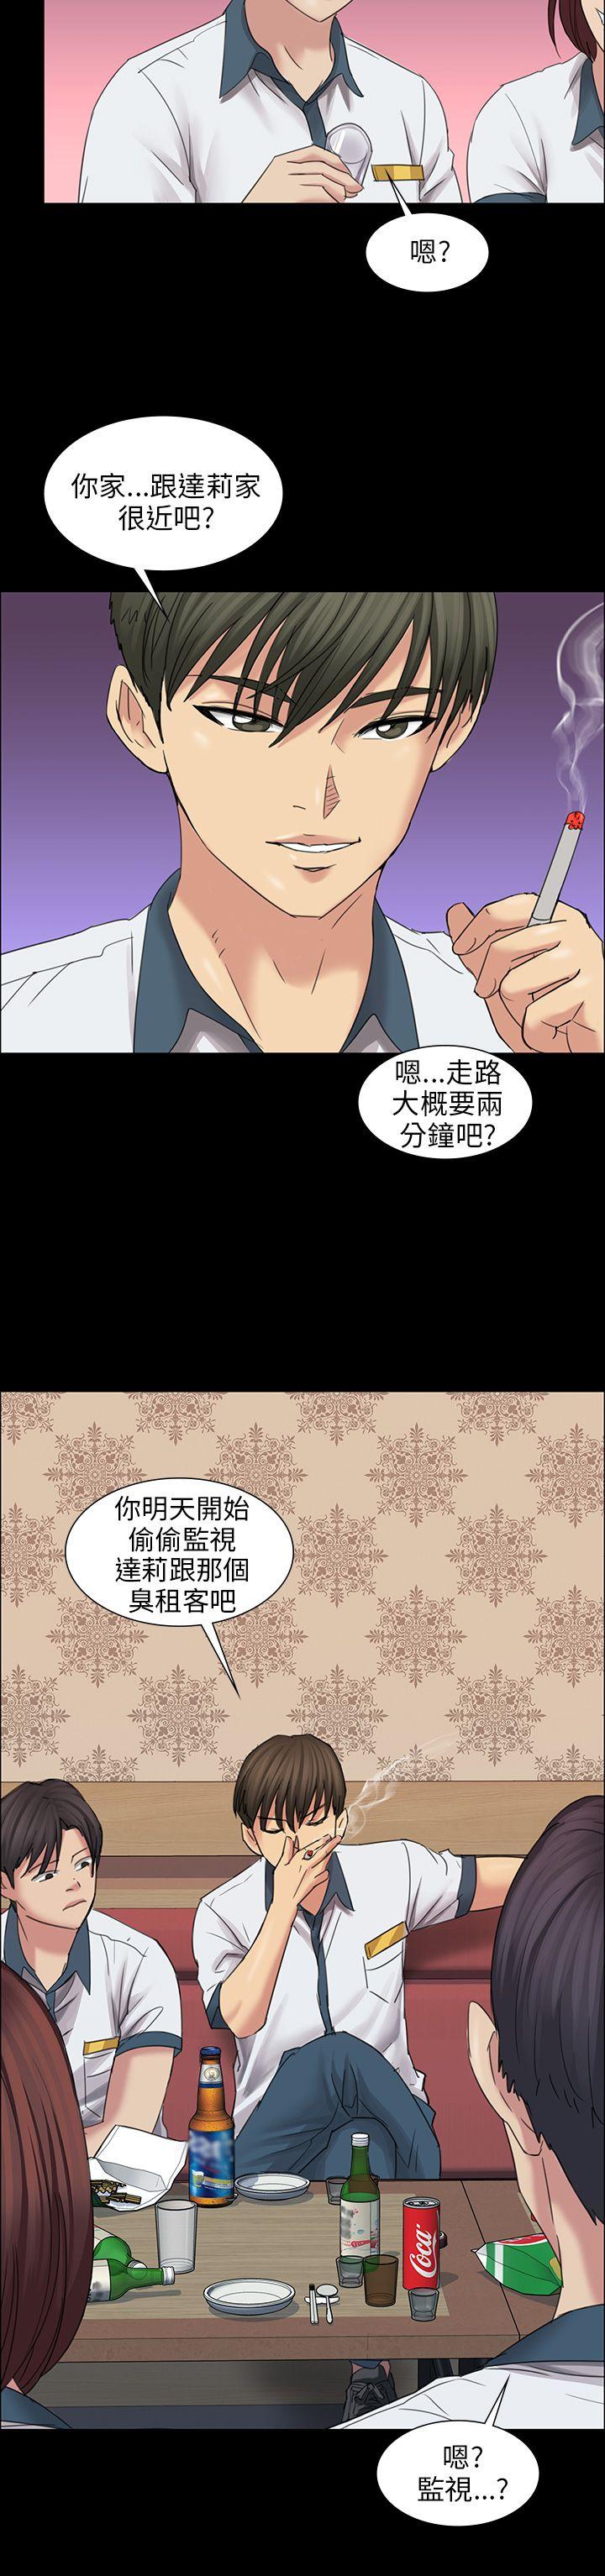 嗯?
你家...跟達莉家
很近吧?
嗯...走路
大概要兩
分鐘吧?
你明天開始
偷偷監視
達莉跟那個
臭租客吧
Coca
嗯?
監視...?